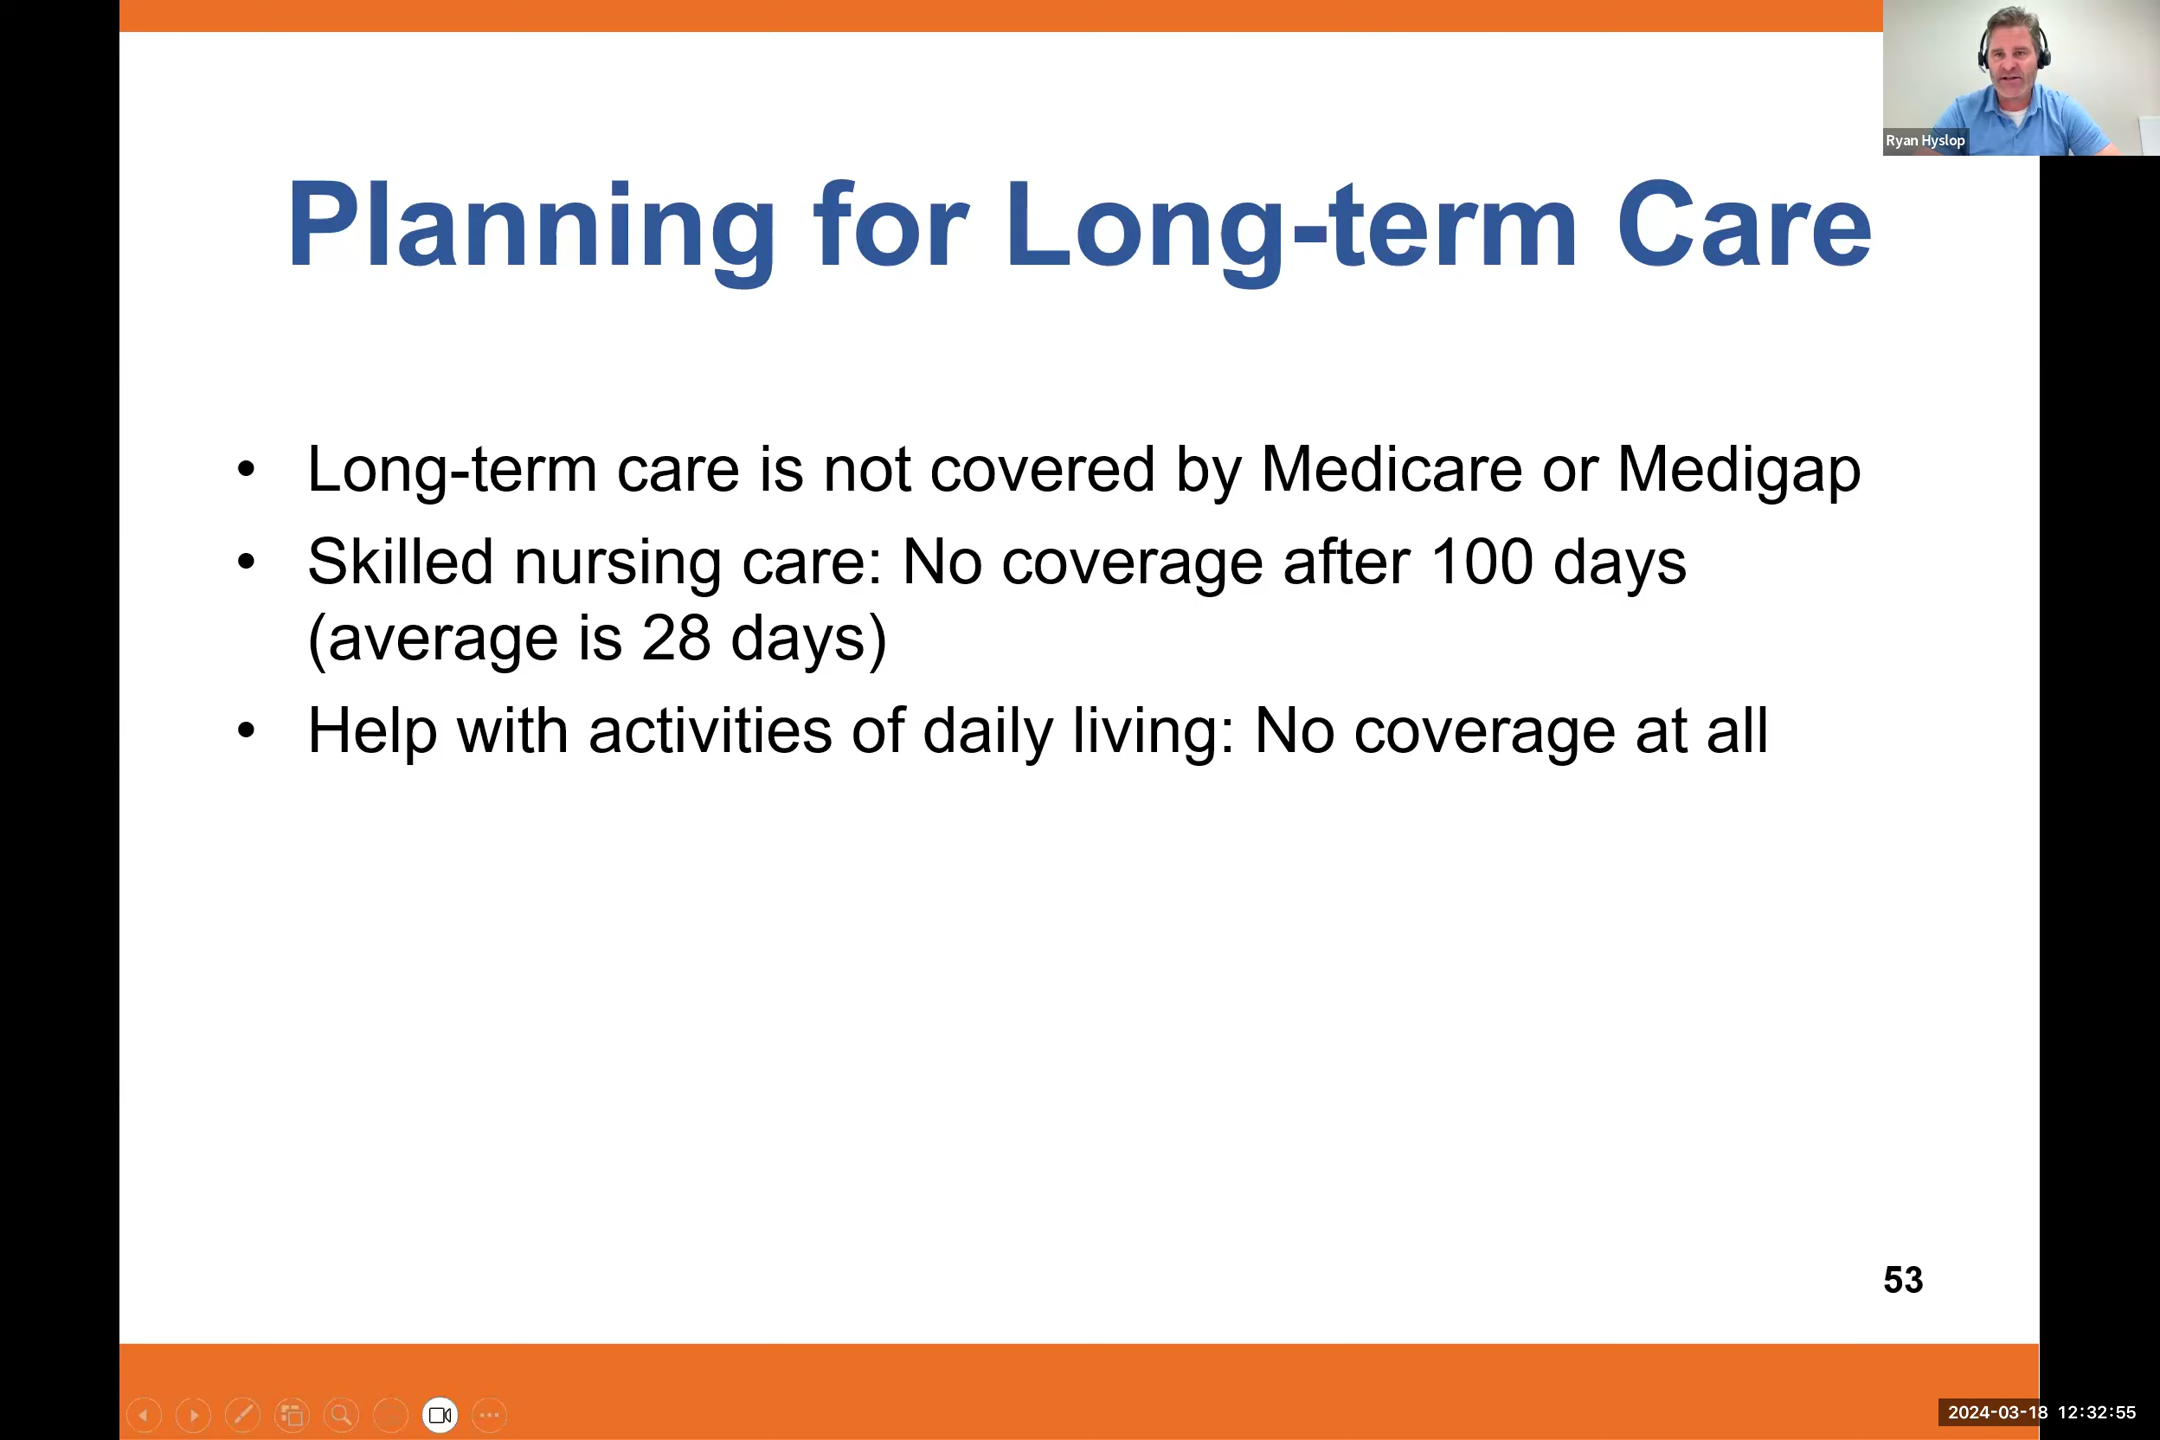 Ryan Hyslop
Planning for Long-term Care
• Long-term care is not covered by Medicare or Medigap
• Skilled nursing care: No coverage after 100 days
(average is 28 days)
• Help with activities of daily living: No coverage at all
53
2024-03-18 12:32:55